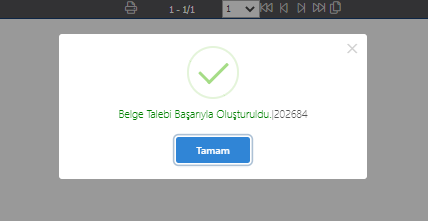 1 - 1/1 1
Belge Talebi Başarıyla Oluşturuldu.|202684
Tamam